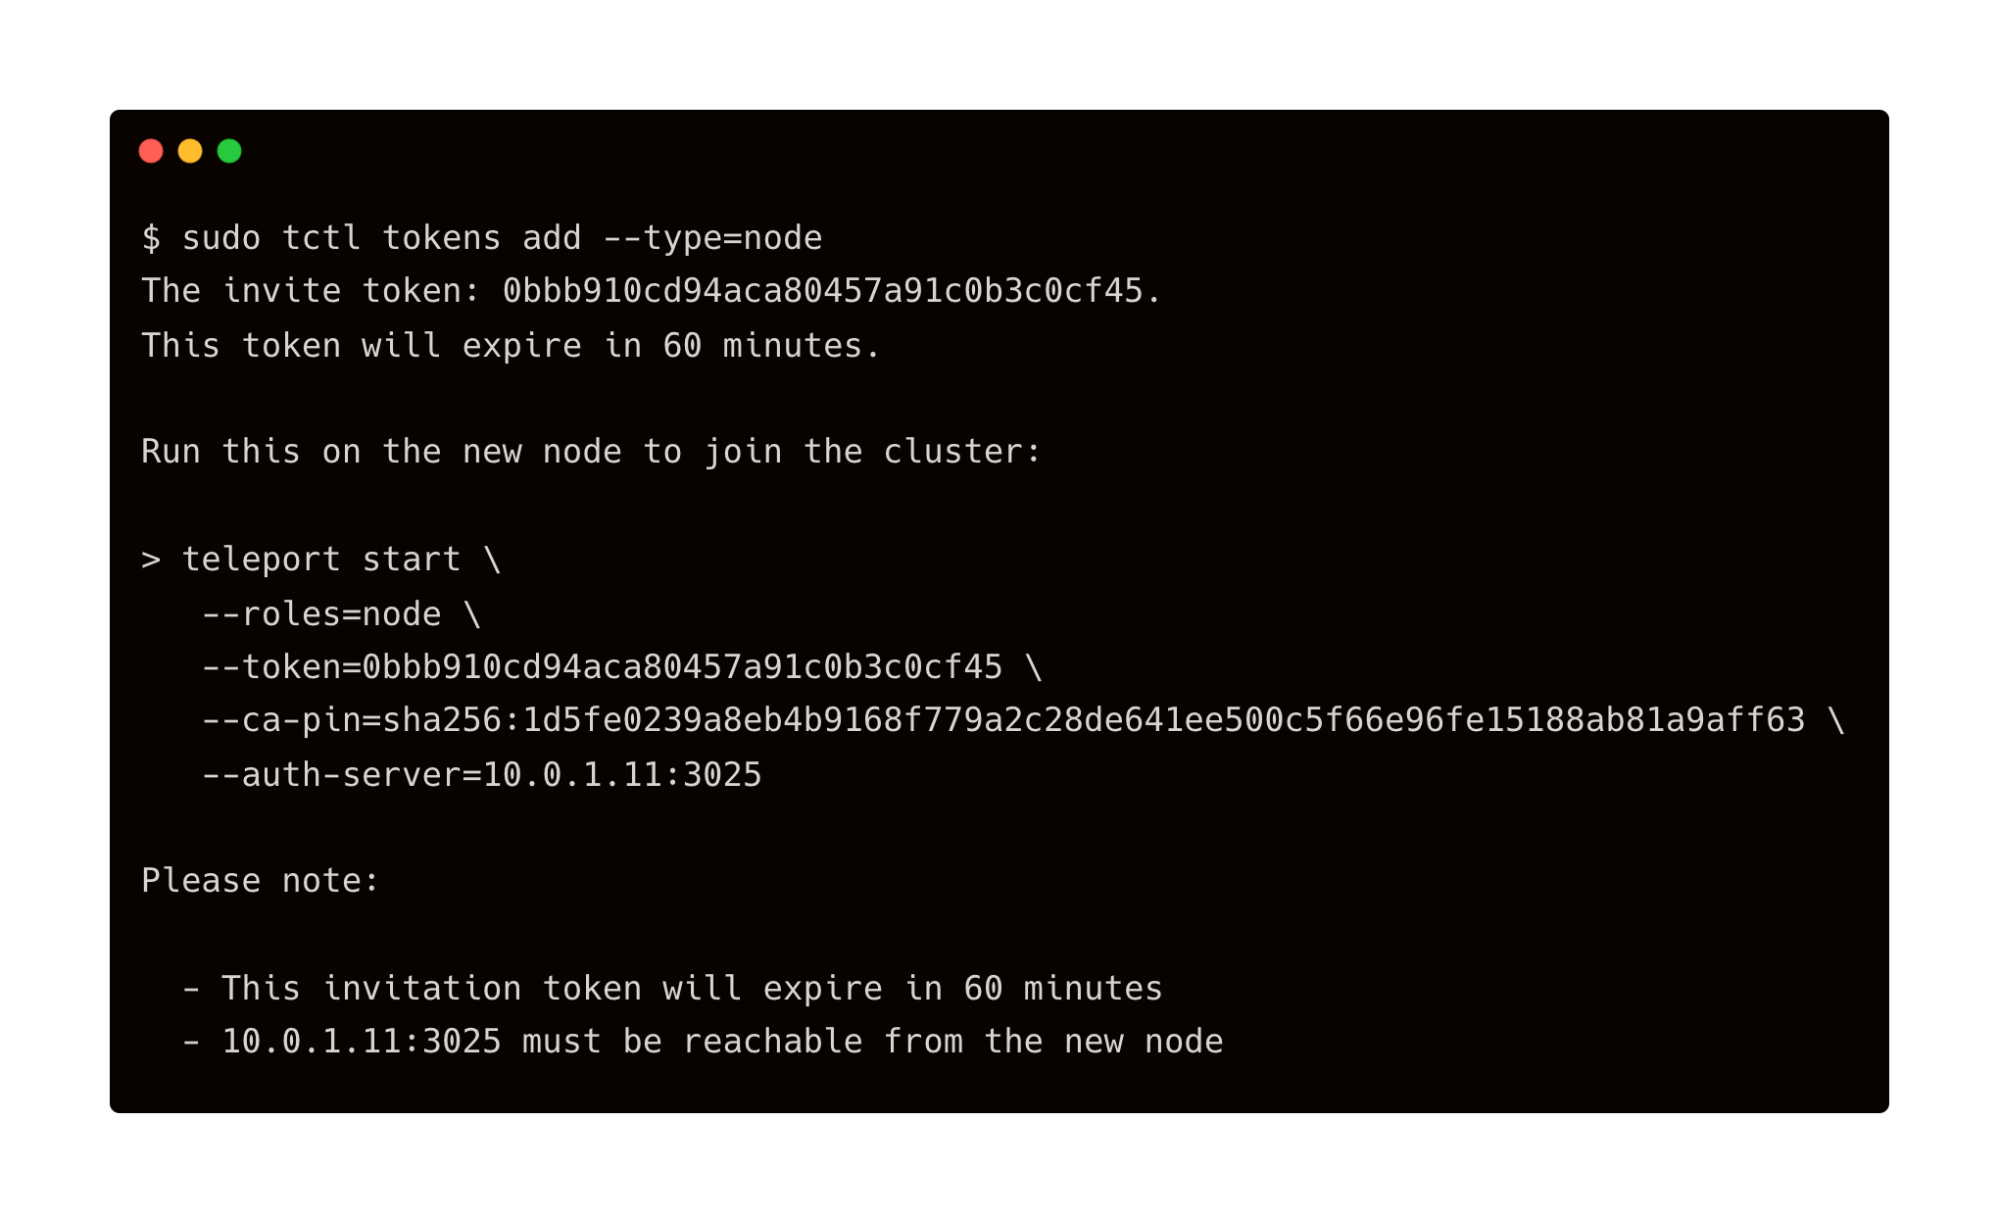 $ sudo tctl tokens add --type=node
The invite token: 0bbb910cd94aca80457a91c0b3c0cf45.
This token will expire in 60 minutes.
Run this on the new node to join the cluster:
> teleport start \
--roles=node \
--token=0bbb910cd94aca80457a91c0b3c0cf45 \
--ca-pin=sha256:1d5fe0239a8eb4b9168f779a2c28de641ee500c5f66e96fe15188ab81a9aff63 \
--auth-server=10.0.1.11:3025
Please note:
- This invitation token will expire in 60 minutes
- 10.0.1.11:3025 must be reachable from the new node